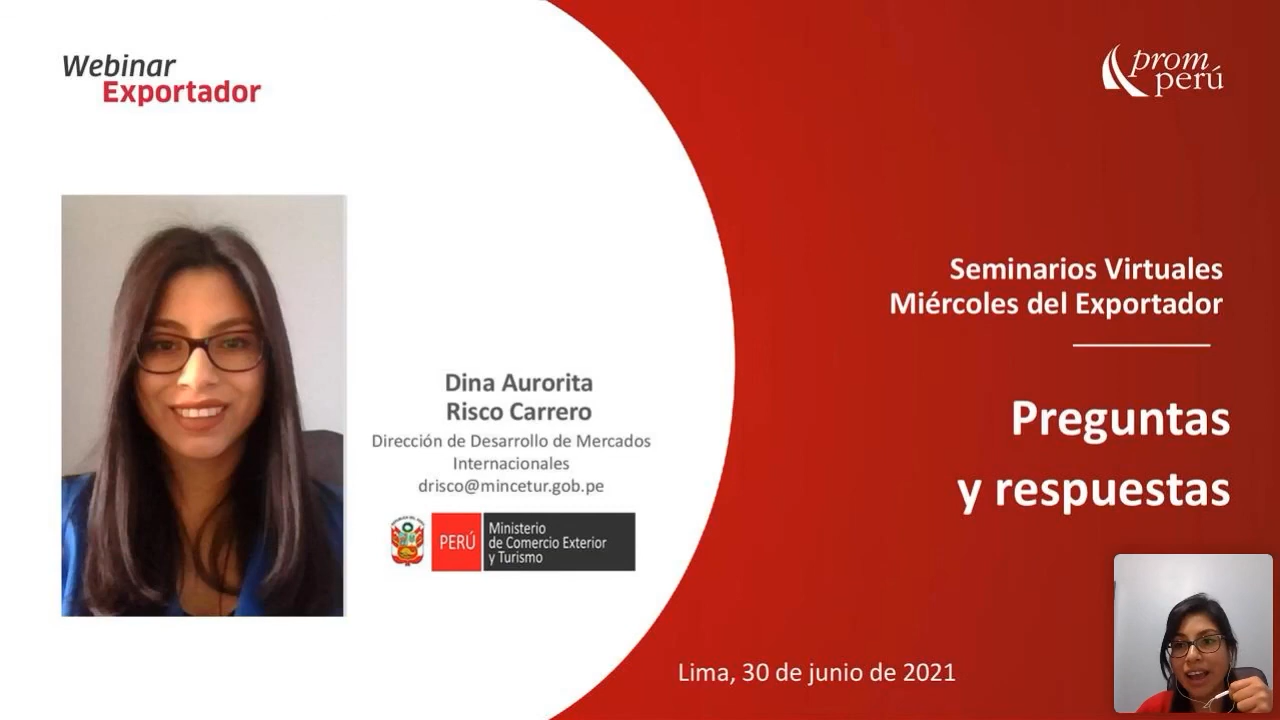 Webinar
Exportador
prom
perú
Seminarios Virtuales
Miércoles del Exportador
Dina Aurorita
Risco Carrero
Dirección de Desarrollo de Mercados
Internacionales
drisco@mincetur.gob.pe
PERÚ
Ministerio
de Comercio Exterior
y Turismo
Preguntas
y respuestas
Lima, 30 de junio de 2021